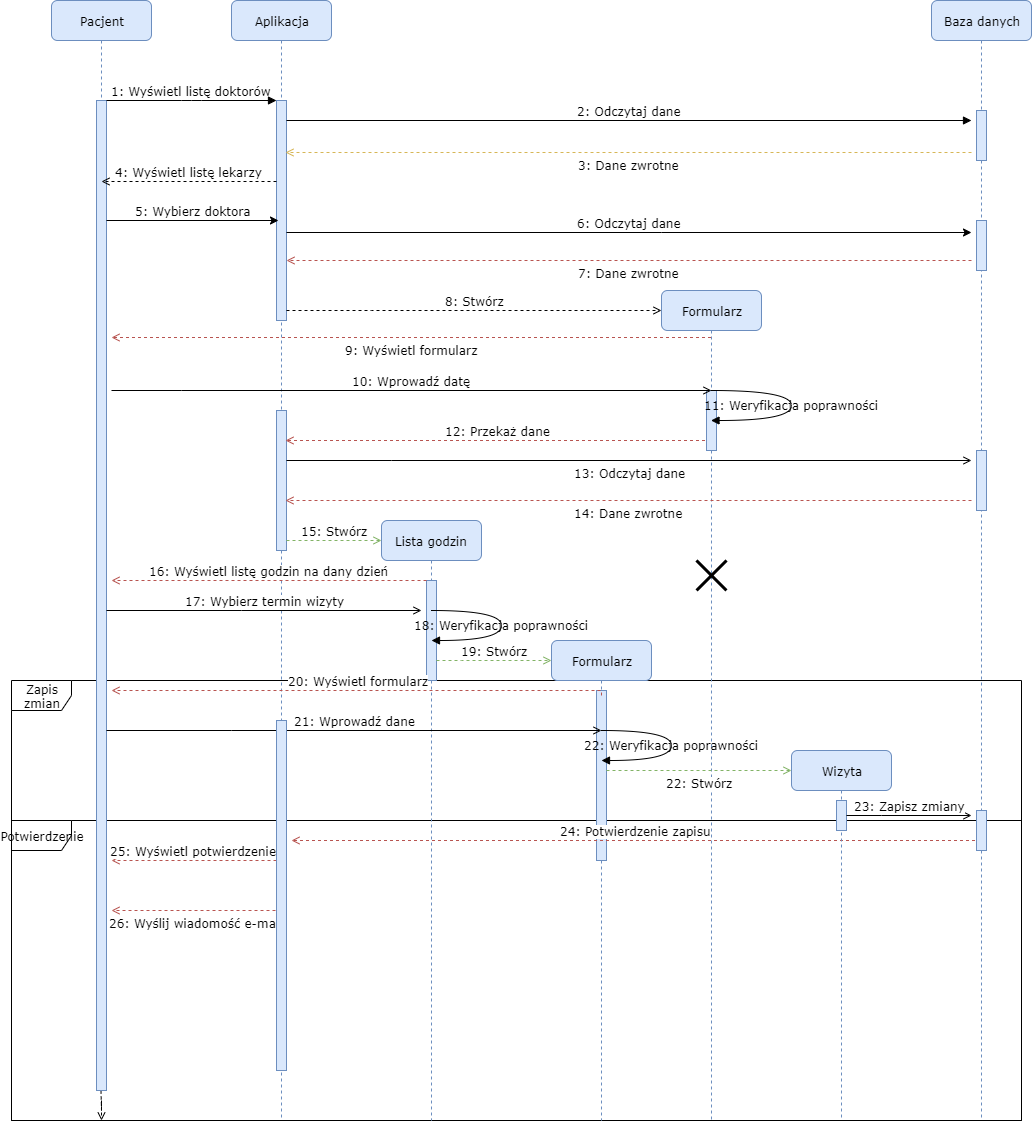 Pacjent
Aplikacja
Baza danych
1: Wyświetl listę doktorów
2: Odczytaj dane
3: Dane zwrotne
4: Wyświetl listę lekarzy
5: Wybierz doktora
6: Odczytaj dane
7: Dane zwrotne
8: Stwórz
Formularz
9: Wyświetl formularz
10: Wprowadź datę
11: Weryfikacja poprawności
12: Przekaż dane
13: Odczytaj dane
14: Dane zwrotne
15: Stwórz
Lista godzin
16: Wyświetl listę godzin na dany dzień
17: Wybierz termin wizyty
18: Weryfikacja poprawności
19: Stwórz
Formularz
Zapis
zmian
20: Wyświetl formularz
21: Wprowadź dane
22: Weryfikacja poprawności
22: Stwórz
Wizyta
23: Zapisz zmiany
Potwierdzenie
24: Potwierdzenie zapisu
25: Wyświetl potwierdzenie
26: Wyślij wiadomość e-ma